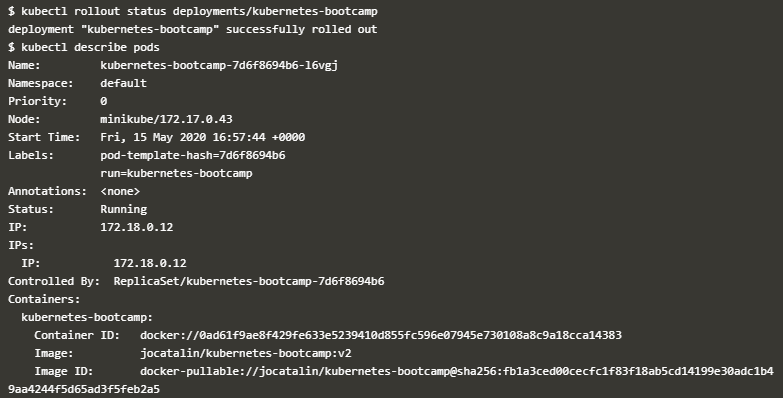 $ kubectl rollout status deployments/kubernetes-bootcamp
deployment "kubernetes-bootcamp" successfully rolled out
$ kubectl describe pods
Name:         kubernetes-bootcamp-7d6f8694b6-l6vgj
Namespace:    default
Priority:     0
Node:         minikube/172.17.0.43
Start Time:   Fri, 15 May 2020 16:57:44 +0000
Labels:       pod-template-hash=7d6f8694b6
              run=kubernetes-bootcamp
Annotations:  <none>
Status:       Running
IP:           172.18.0.12
IPs:
  IP:           172.18.0.12
Controlled By:  ReplicaSet/kubernetes-bootcamp-7d6f8694b6
Containers:
  kubernetes-bootcamp:
    Container ID:   docker://0ad61f9ae8f429fe633e5239410d855fc596e07945e730108a8c9a18cca14383
    Image:          jocatalin/kubernetes-bootcamp:v2
    Image ID:       docker-pullable://jocatalin/kubernetes-bootcamp@sha256:fb1a3ced00cecfc1f83f18ab5cd14199e30adc1b4
9aa4244f5d65ad3f5feb2a5